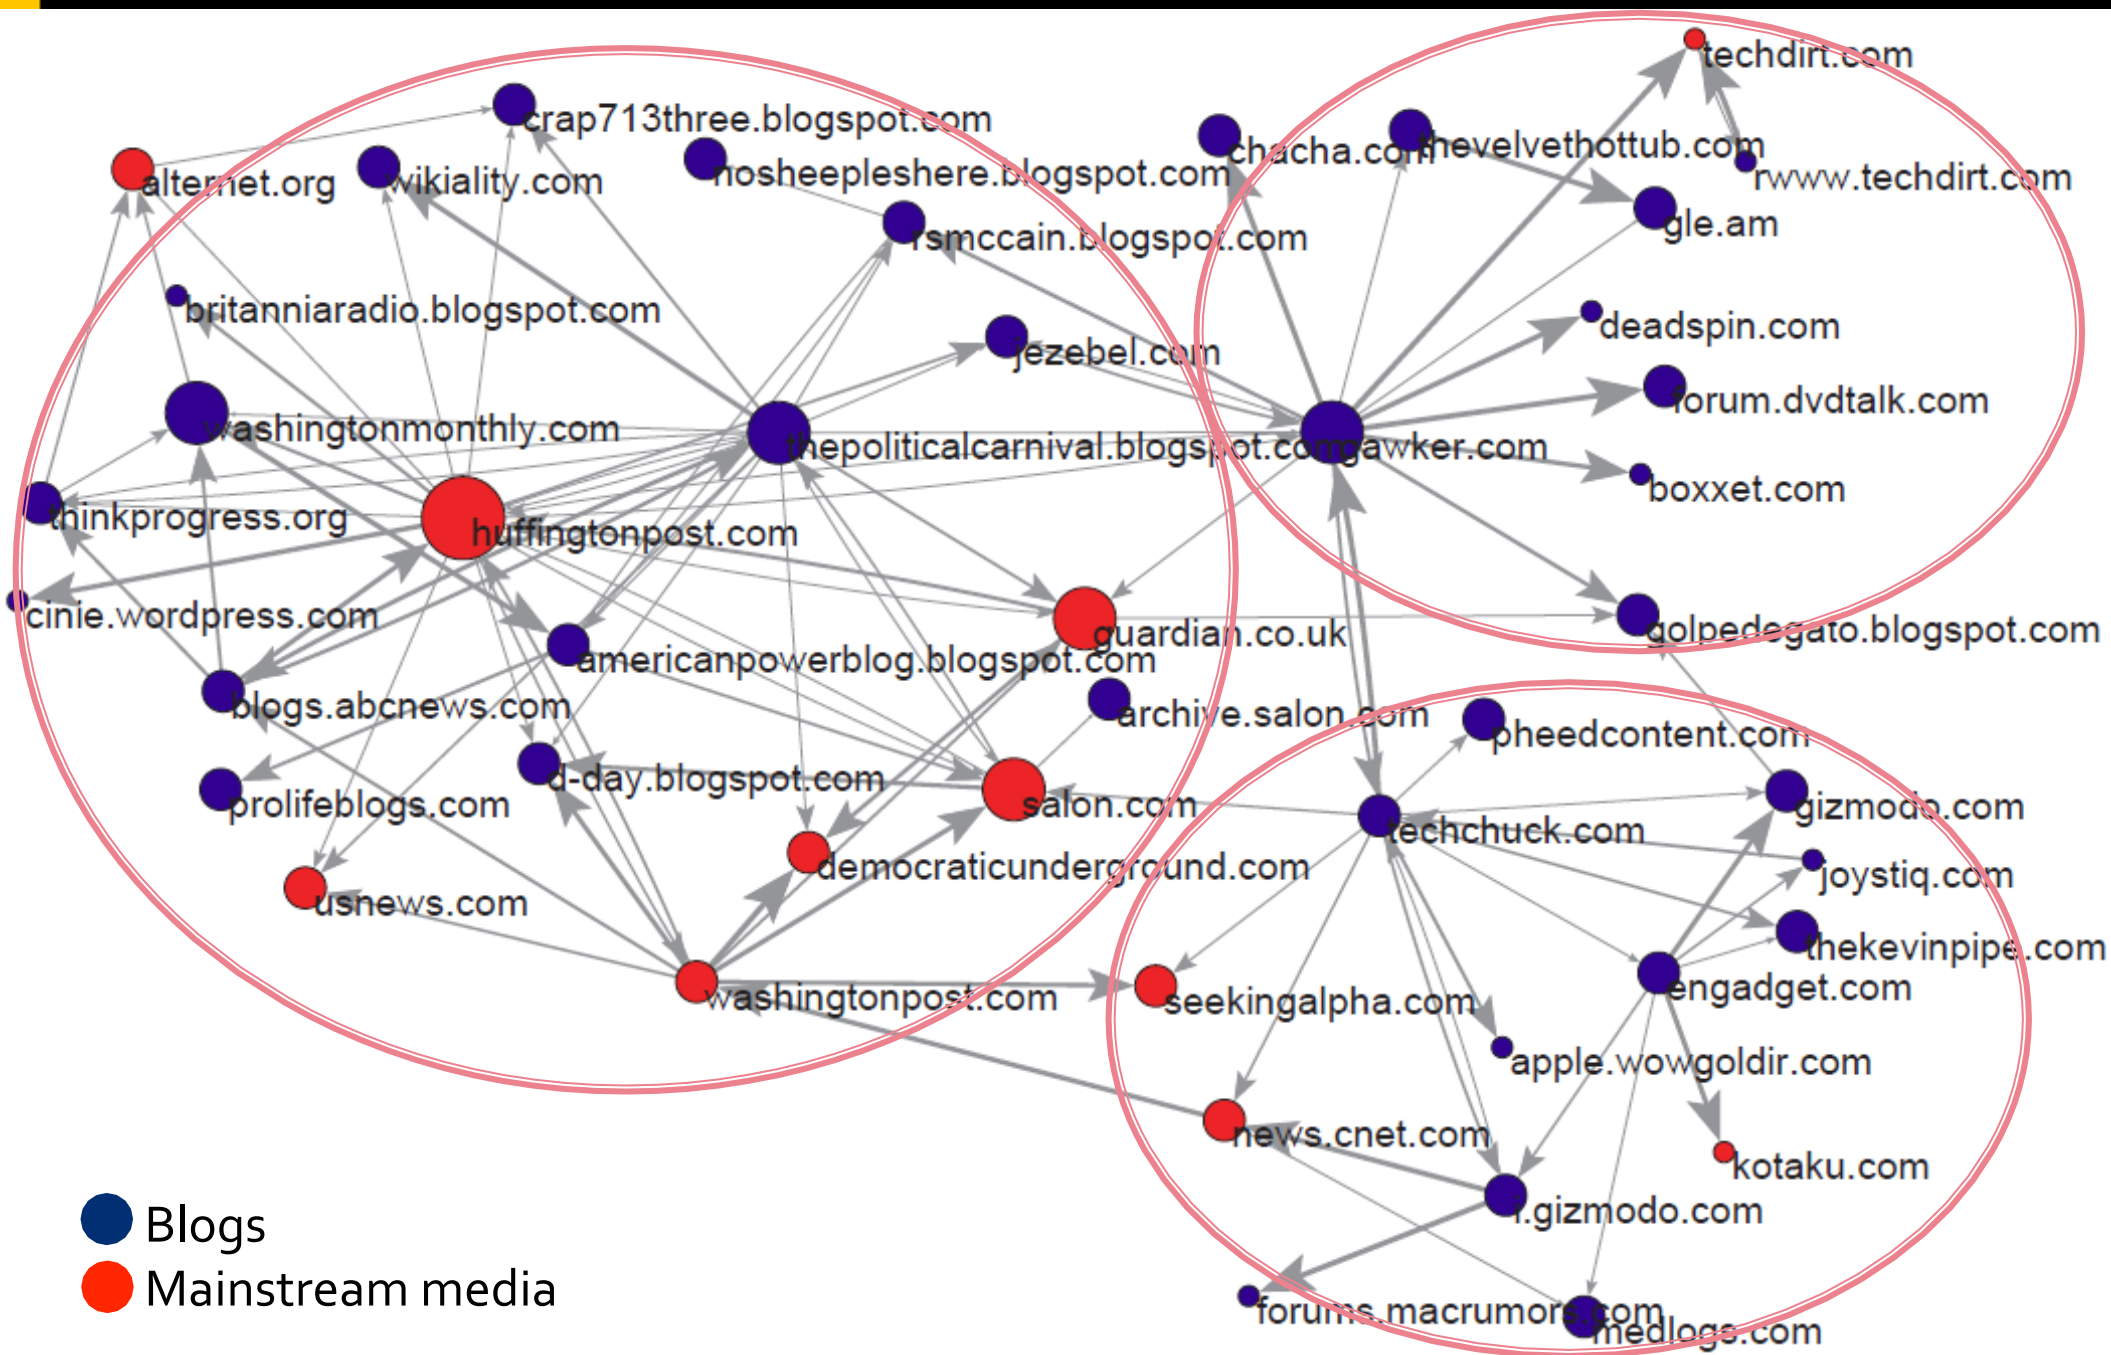 techdirt.com
crap713three.blogspot.com
chacha.com
thevelvethottub.com
alternet.org
wikiality.com
nosheepleshere.blogspot.com
rwww.techdirt.com
rsmccain.blogspot.com
gle.am
britanniaradio.blogspot.com
jezebel.com
deadspin.com
washingtonmonthly.com
thepoliticalcarnival.blogspot.com
gawker.com
forum.dvdtalk.com
boxxet.com
thinkprogress.org
huffingtonpost.com
cinie.wordpress.com
guardian.co.uk
golpedegato.blogspot.com
americanpowerblog.blogspot.com
blogs.abcnews.com
archive.salon.com
pheedcontent.com
d-day.blogspot.com
prolifeblogs.com
salon.com
gizmodo.com
techchuck.com
democraticunderground.com
joystiq.com
usnews.com
thekevinpipe.com
washingtonpost.com
seekingalpha.com
engadget.com
apple.wowgoldir.com
news.cnet.com
kotaku.com
i.gizmodo.com
Blogs
Mainstream media
forums.macrumors.com
medlogs.com